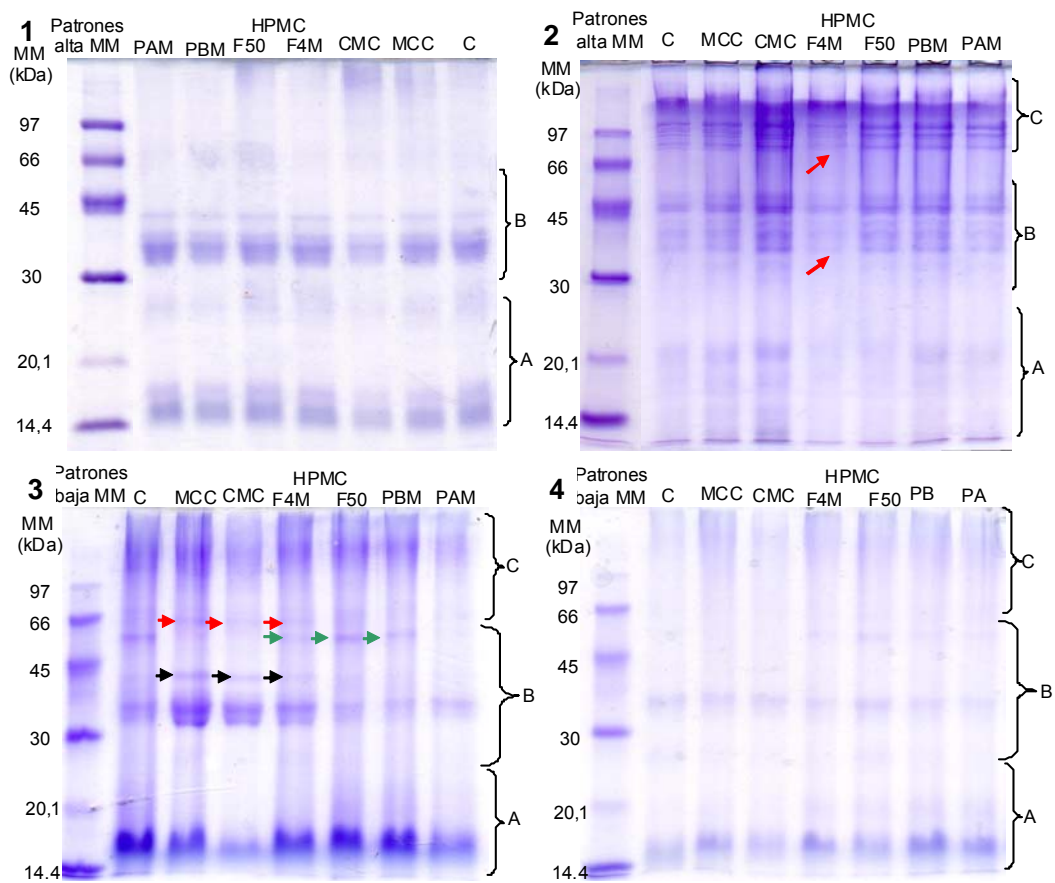 1 Patrones alta MM PAM PBM HPMC F50 F4M CMC MCC C
MM
(kDa)
97
66
45
30
20,1
14,4
B
A
2 Patrones alta MM C MCC CMC HPMC F4M F50 PBM PAM
MM
(kDa)
97
66
45
30
20,1
14.4
C
B
A
3 Patrones baja MM C MCC CMC HPMC F4M F50 PBM PAM
MM
(kDa)
97
66
45
30
20,1
14.4
C
B
A
4 Patrones baja MM C MCC CMC HPMC F4M F50 PB PA
MM
(kDa)
97
66
45
30
20,1
14.4
C
B
A